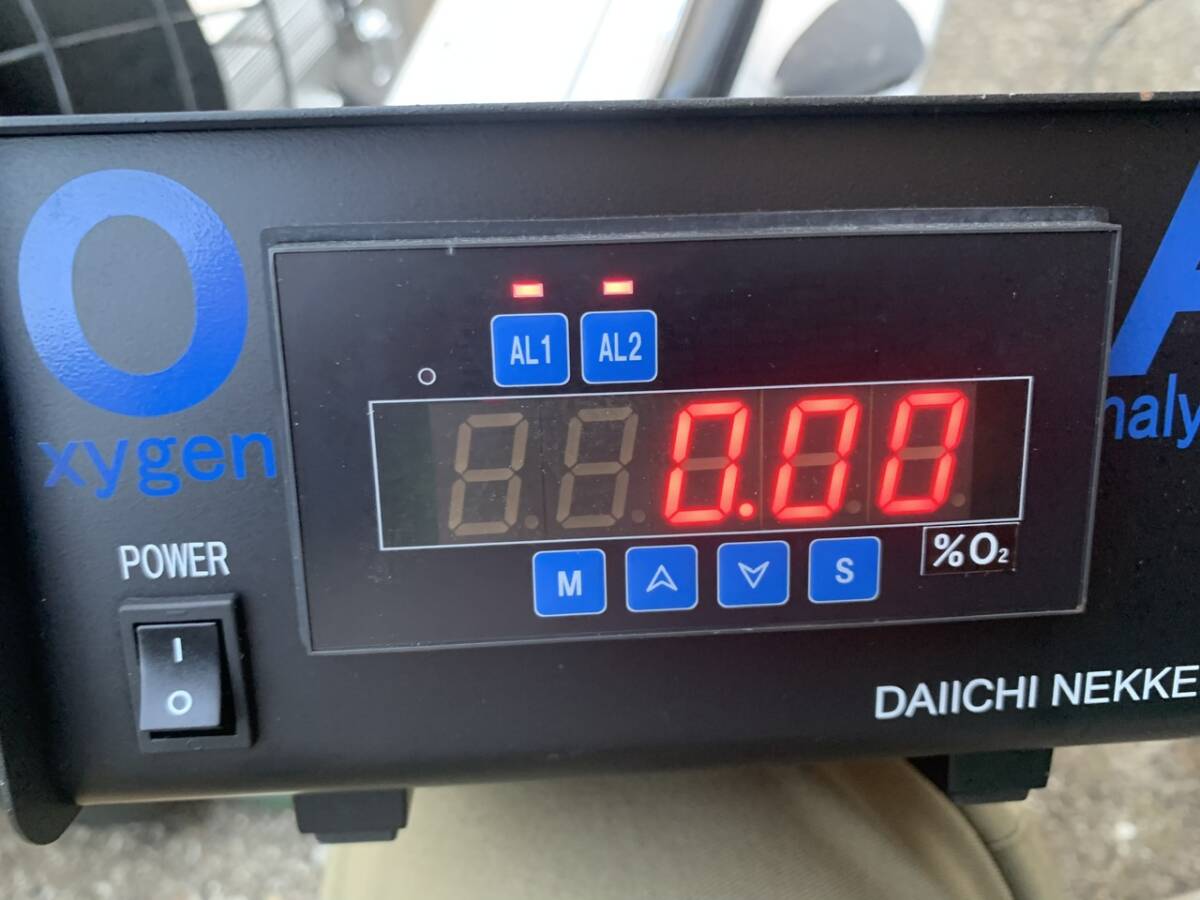 Oxygen
A
naly
AL1 AL2
0.00
%O₂
M S
POWER
I
O
DAIICHI NEKKE